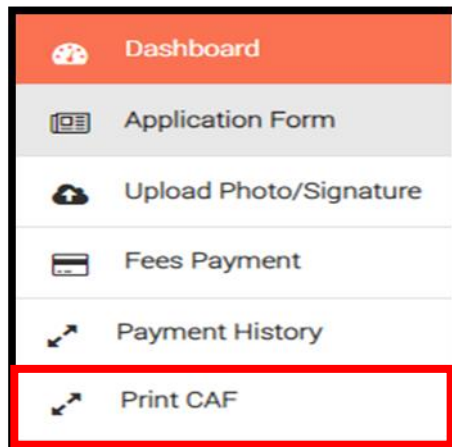 Dashboard
Application Form
Upload Photo/Signature
Fees Payment
Payment History
Print CAF